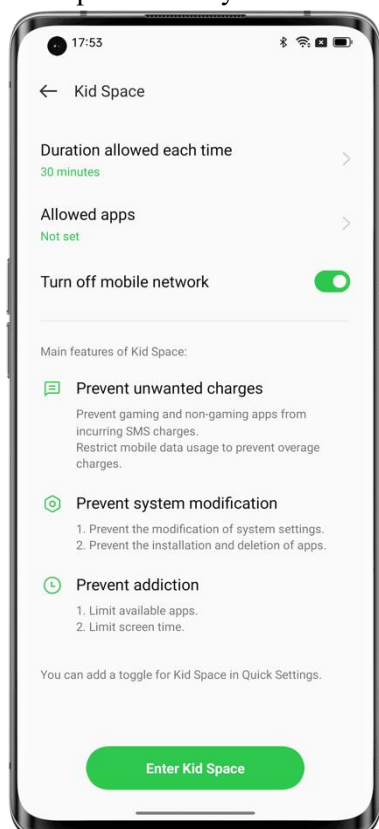 17:53
Kid Space
Duration allowed each time
30 minutes
Allowed apps
Not set
Turn off mobile network
Main features of Kid Space:
Prevent unwanted charges
Prevent gaming and non-gaming apps from
incurring SMS charges.
Restrict mobile data usage to prevent overage
charges.
Prevent system modification
1. Prevent the modification of system settings.
2. Prevent the installation and deletion of apps.
Prevent addiction
1. Limit available apps.
2. Limit screen time.
You can add a toggle for Kid Space in Quick Settings.
Enter Kid Space